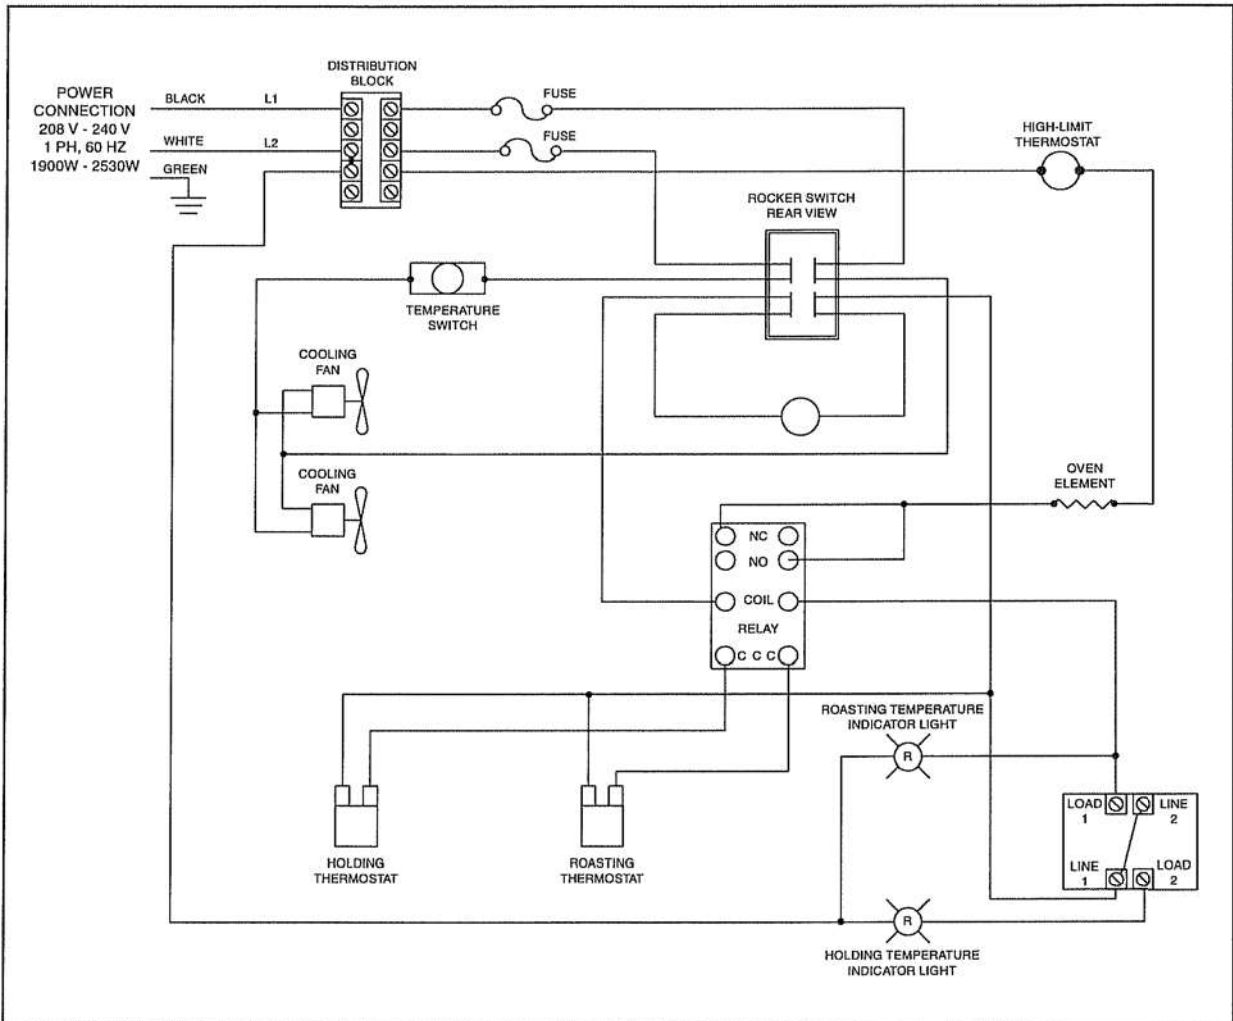 DISTRIBUTION
BLOCK
POWER
CONNECTION
208 V - 240 V
1 PH, 60 HZ
1900W - 2530W
BLACK
L1
WHITE
L2
GREEN
FUSE
FUSE
HIGH-LIMIT
THERMOSTAT
ROCKER SWITCH
REAR VIEW
TEMPERATURE
SWITCH
COOLING
FAN
COOLING
FAN
OVEN
ELEMENT
NC
NO
COIL
RELAY
C C C
ROASTING TEMPERATURE
INDICATOR LIGHT
R
LOAD
1
LINE
2
LINE
1
LOAD
2
HOLDING
THERMOSTAT
ROASTING
THERMOSTAT
R
HOLDING TEMPERATURE
INDICATOR LIGHT